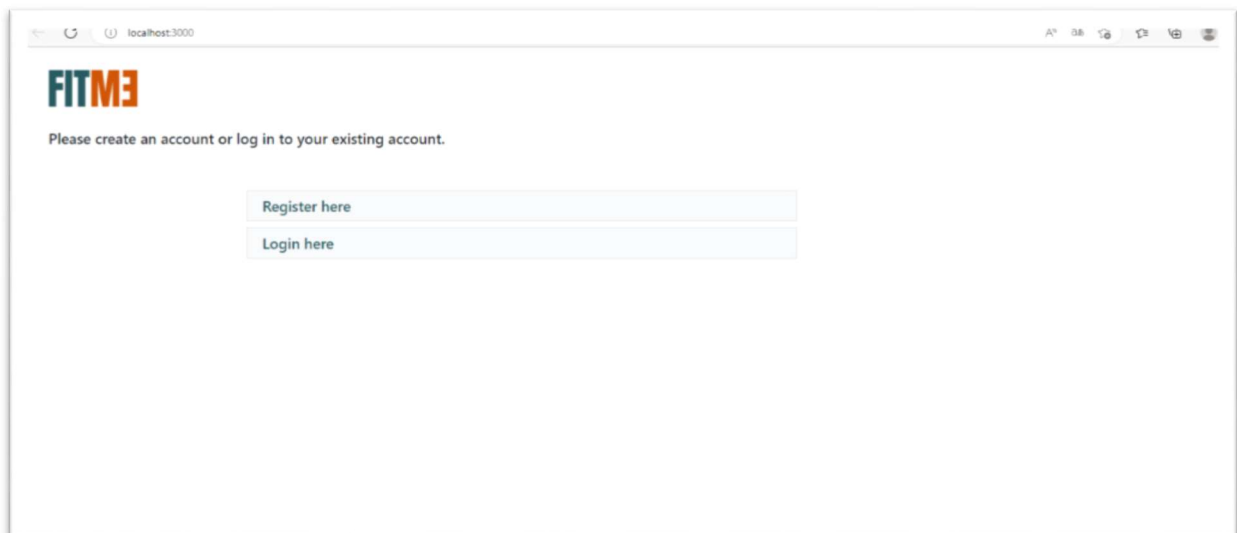 localhost:3000
FITME
Please create an account or log in to your existing account.
Register here
Login here